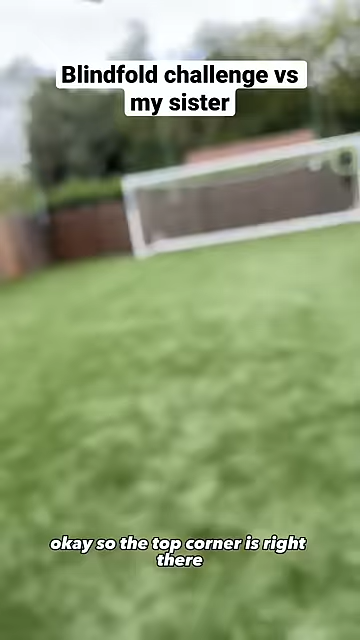 Blindfold challenge vs
my sister
okay so the top corner is right
there